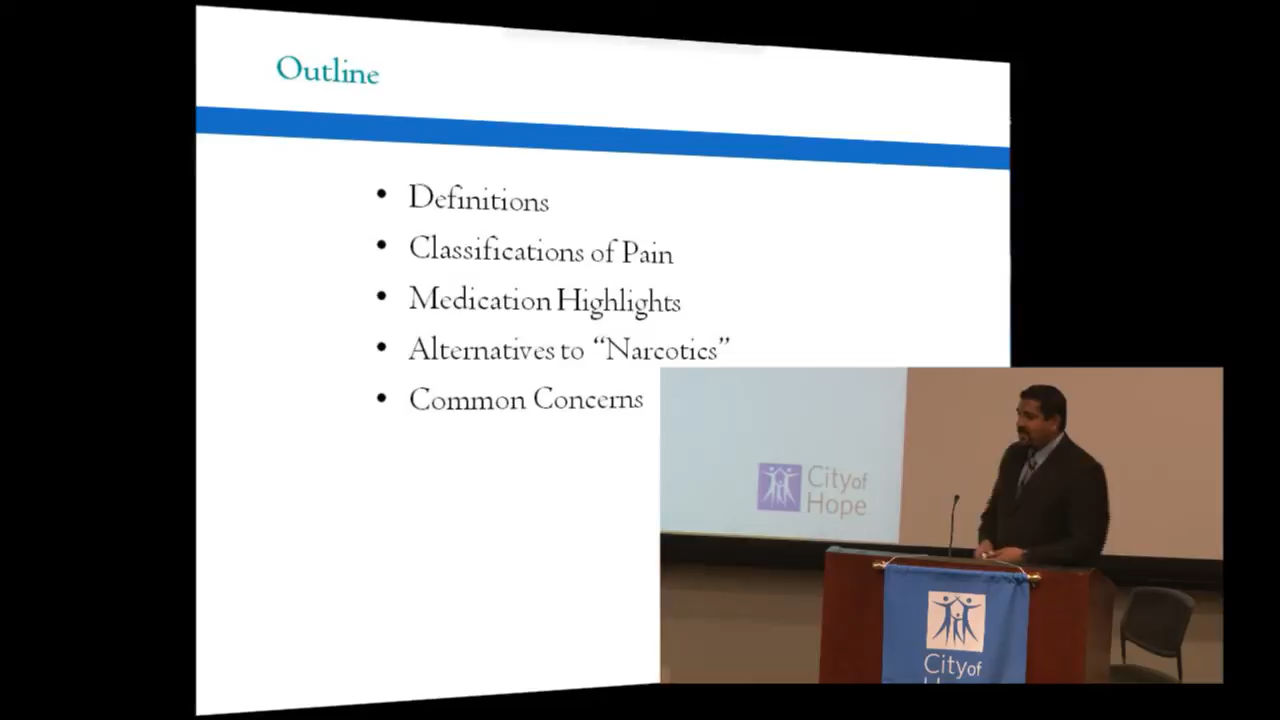 Outline
• Definitions
• Classifications of Pain
• Medication Highlights
• Alternatives to “Narcotics”
• Common Concerns
City of
Hope
City of